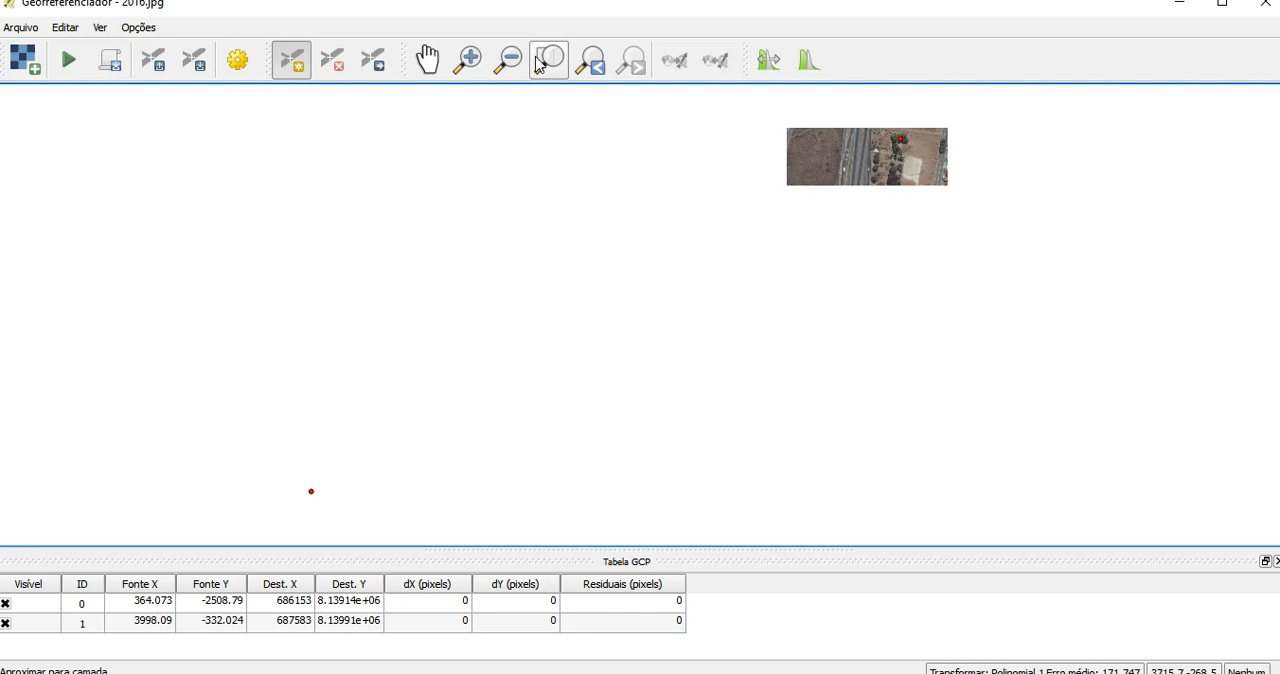 Georreferenciador - 2016.jpg
Arquivo Editar Ver Opções
Tabela GCP
Visível ID Fonte X Fonte Y Dest. X Dest. Y dX (pixels) dY (pixels) Residuais (pixels)
0 364.073 -2508.79 686153 8.13914e+06 0 0 0
1 3998.09 -332.024 687583 8.13991e+06 0 0 0
Aproximar para camada Transformar: Polinomial 1 Erro médio: 171.747 3715.7,-268.5 Nenhum